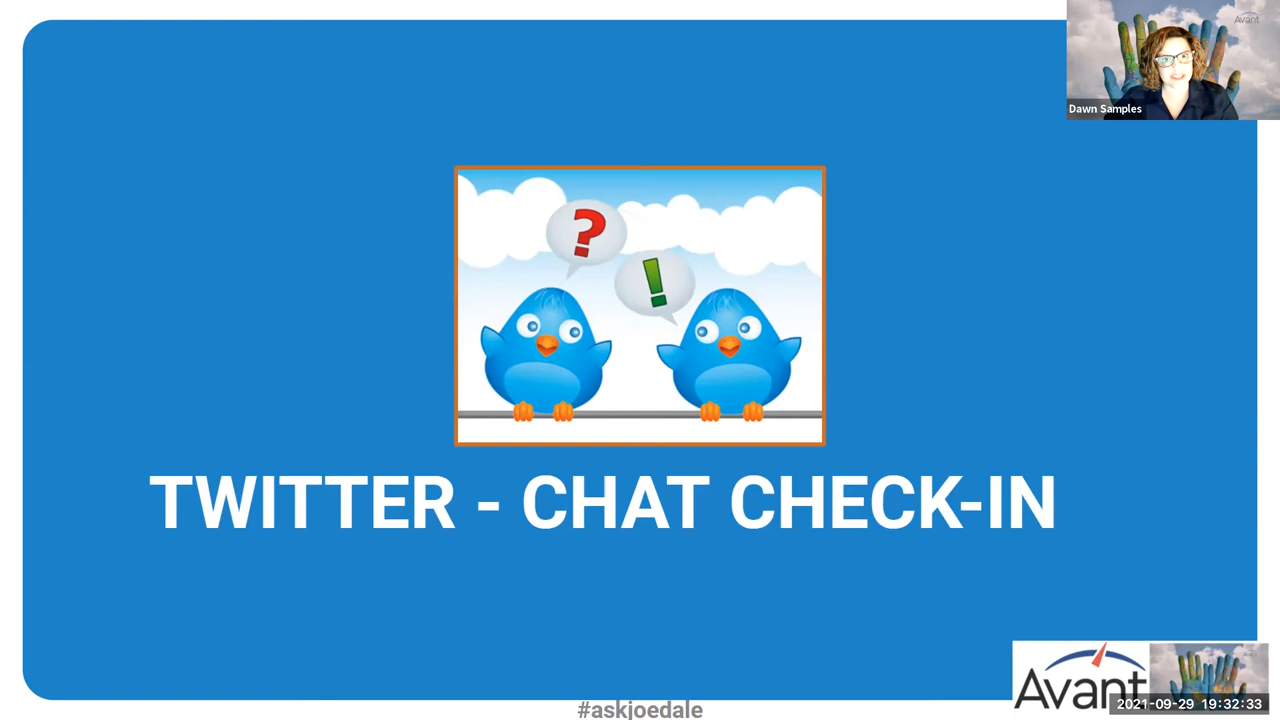 Avant
Dawn Samples
?
!
TWITTER - CHAT CHECK-IN
Avant
2021-09-29 19:32:33
#askjoedale